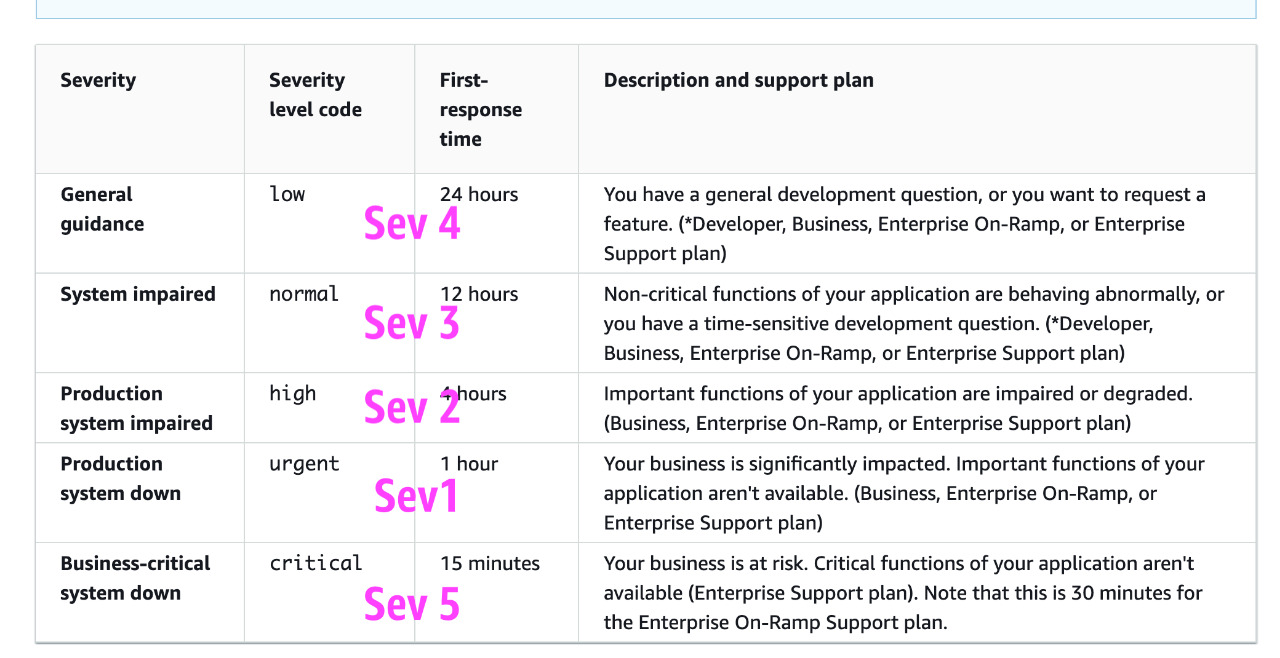 Severity
Severity
level code
First-
response
time
Description and support plan
General
guidance
low
24 hours
Sev 4
You have a general development question, or you want to request a
feature. (*Developer, Business, Enterprise On-Ramp, or Enterprise
Support plan)
System impaired
normal
12 hours
Sev 3
Non-critical functions of your application are behaving abnormally, or
you have a time-sensitive development question. (*Developer,
Business, Enterprise On-Ramp, or Enterprise Support plan)
Production
system impaired
high
4 hours
Sev 2
Important functions of your application are impaired or degraded.
(Business, Enterprise On-Ramp, or Enterprise Support plan)
Production
system down
urgent
1 hour
Sev1
Your business is significantly impacted. Important functions of your
application aren't available. (Business, Enterprise On-Ramp, or
Enterprise Support plan)
Business-critical
system down
critical
15 minutes
Sev 5
Your business is at risk. Critical functions of your application aren't
available (Enterprise Support plan). Note that this is 30 minutes for
the Enterprise On-Ramp Support plan.